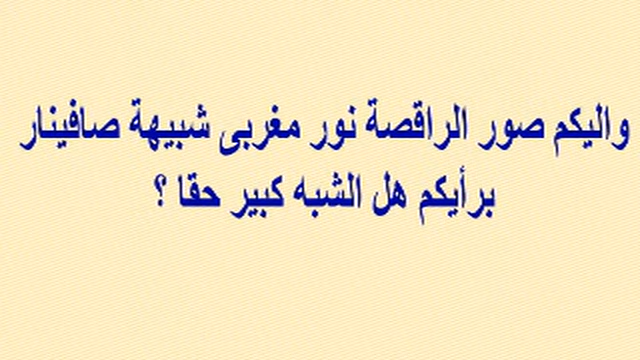 واليكم صور الراقصة نور مغربى شبيهة صافينار
برأيكم هل الشبه كبير حقا ؟